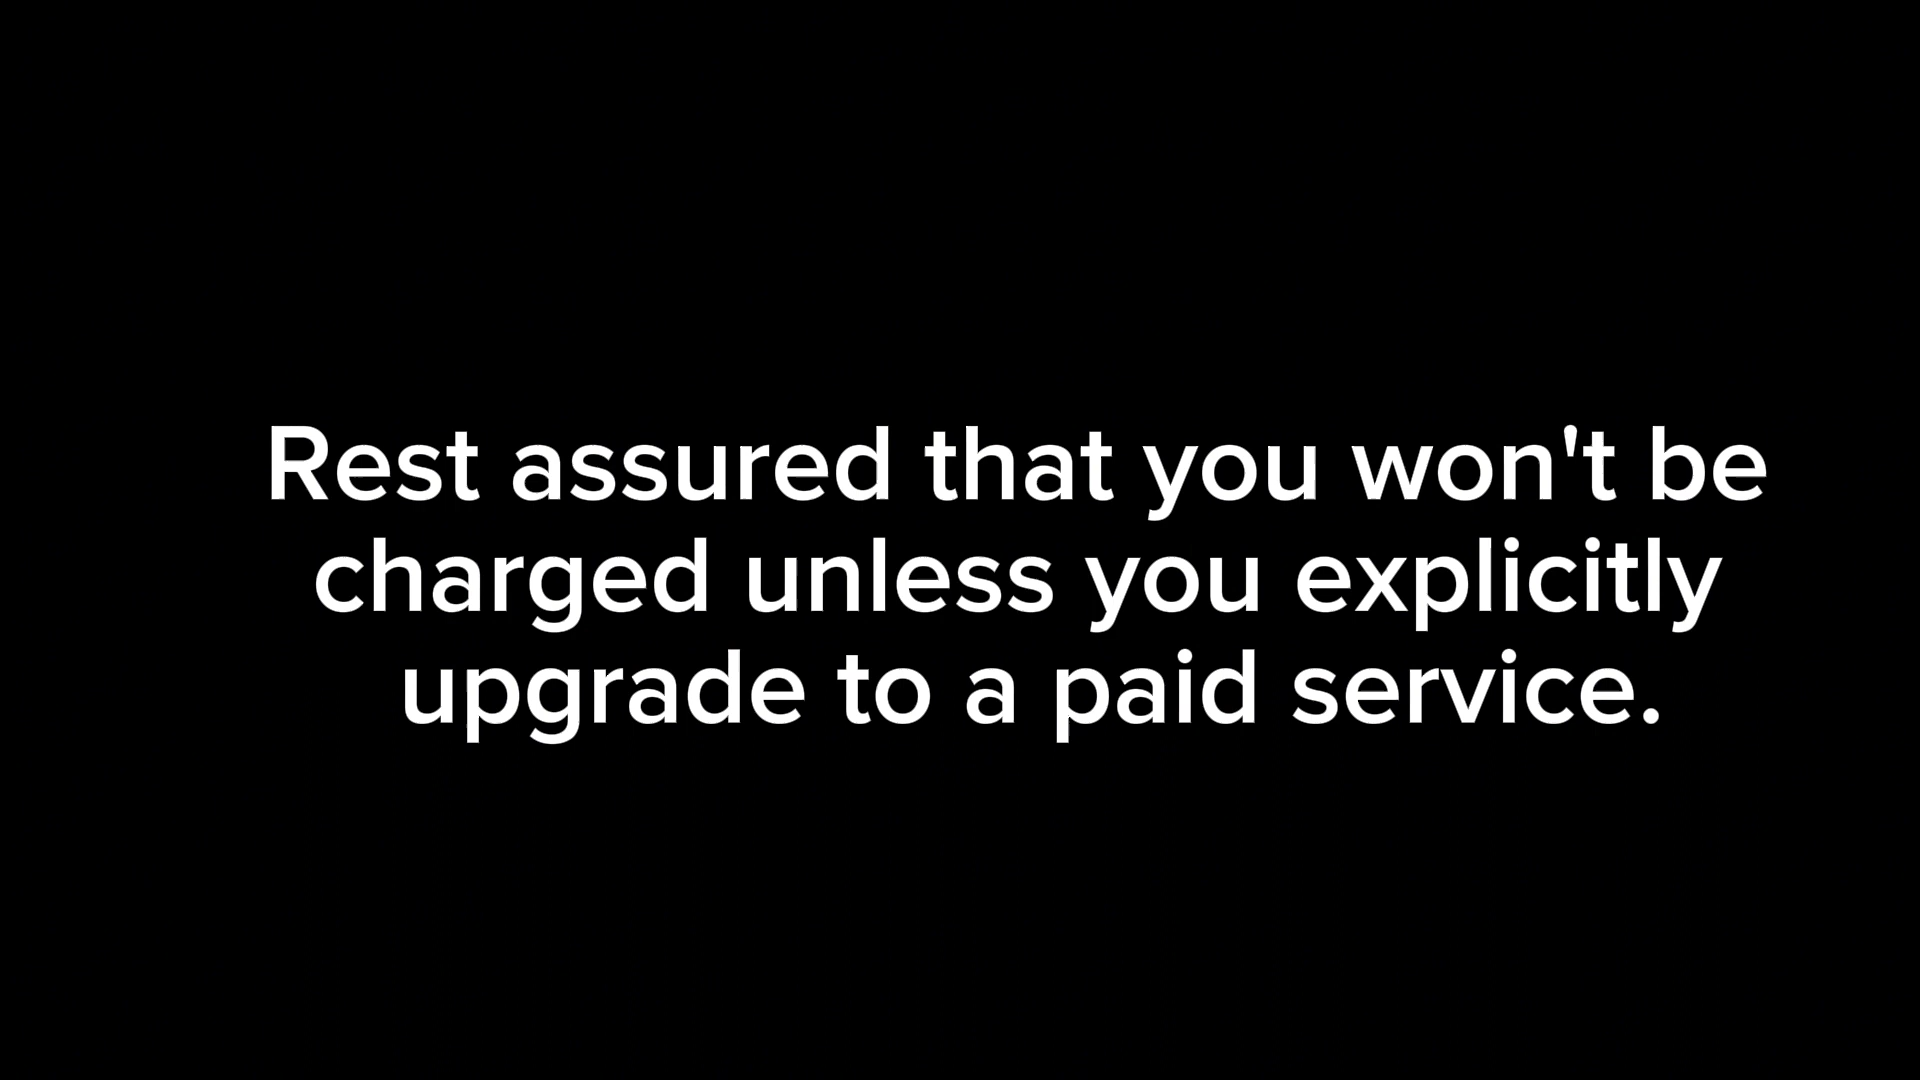 Rest assured that you won't be
charged unless you explicitly
upgrade to a paid service.